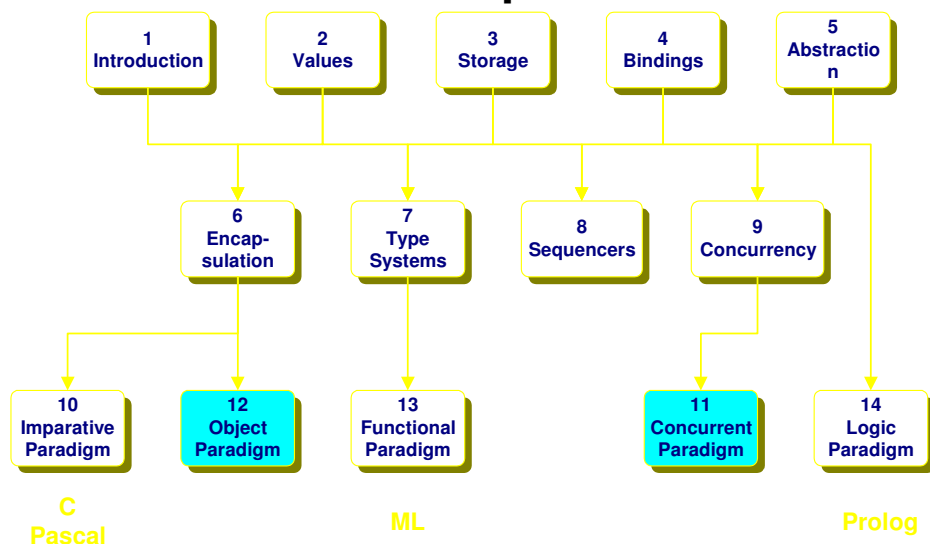 1
Introduction
2
Values
3
Storage
4
Bindings
5
Abstractio
n
6
Encap-
sulation
7
Type
Systems
8
Sequencers
9
Concurrency
10
Imparative
Paradigm
12
Object
Paradigm
13
Functional
Paradigm
11
Concurrent
Paradigm
14
Logic
Paradigm
C
Pascal
ML
Prolog